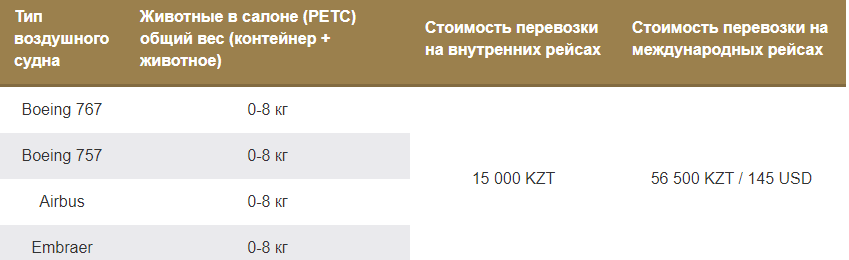 Тип
воздушного
судна
Животные в салоне (PETC)
общий вес (контейнер +
животное)
Стоимость перевозки
на внутренних рейсах
Стоимость перевозки на
международных рейсах
Boeing 767
0-8 кг
Boeing 757
0-8 кг
15 000 KZT
56 500 KZT / 145 USD
Airbus
0-8 кг
Embraer
0-8 кг